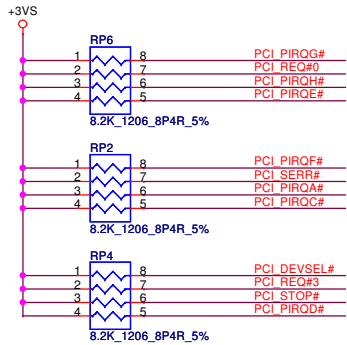 +3VS
RP6
1 8 PCI_PIRQG#
2 7 PCI_REQ#0
3 6 PCI_PIRQH#
4 5 PCI_PIRQE#
8.2K_1206_8P4R_5%
RP2
1 8 PCI_PIRQF#
2 7 PCI_SERR#
3 6 PCI_PIRQA#
4 5 PCI_PIRQC#
8.2K_1206_8P4R_5%
RP4
1 8 PCI_DEVSEL#
2 7 PCI_REQ#3
3 6 PCI_STOP#
4 5 PCI_PIRQD#
8.2K_1206_8P4R_5%